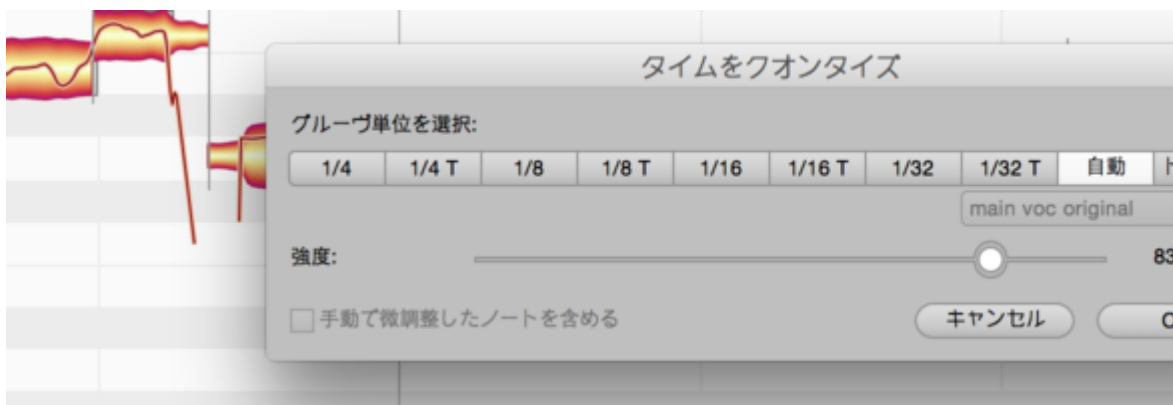 タイムをクオンタイズ
グルーヴ単位を選択:
1/4 1/4 T 1/8 1/8 T 1/16 1/16 T 1/32 1/32 T 自動
main voc original
強度: 83
手動で微調整したノートを含める キャンセル